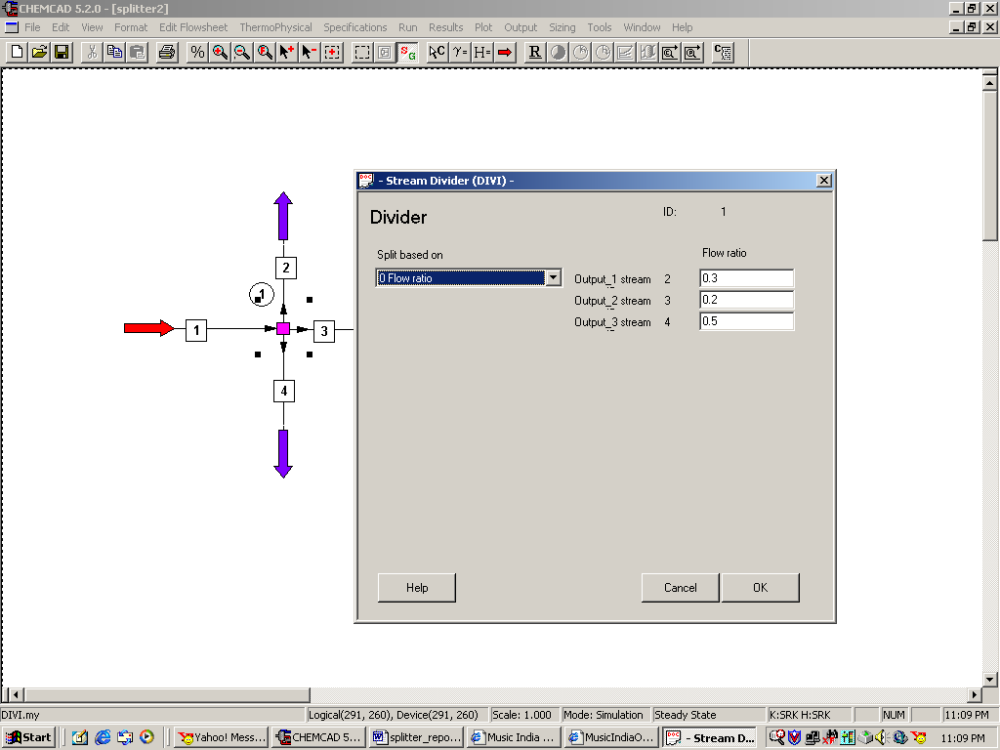 CHEMCAD 5.2.0 - [splitter2]
File Edit View Format Edit Flowsheet ThermoPhysical Specifications Run Results Plot Output Sizing Tools Window Help
% S G C γ= H= R C
- Stream Divider (DIVI) -
Divider
ID: 1
Split based on
Flow ratio
0 Flow ratio
Output_1 stream 2 0.3
Output_2 stream 3 0.2
Output_3 stream 4 0.5
2
1
1
3
4
Help Cancel OK
DIVI.my Logical(291, 260), Device(291, 260) Scale: 1.000 Mode: Simulation Steady State K:SRK H:SRK NUM 11:09 PM
Start Yahoo! Mess... CHEMCAD 5.... splitter_repo... Music India ... MusicIndiaO... - Stream D... 11:09 PM